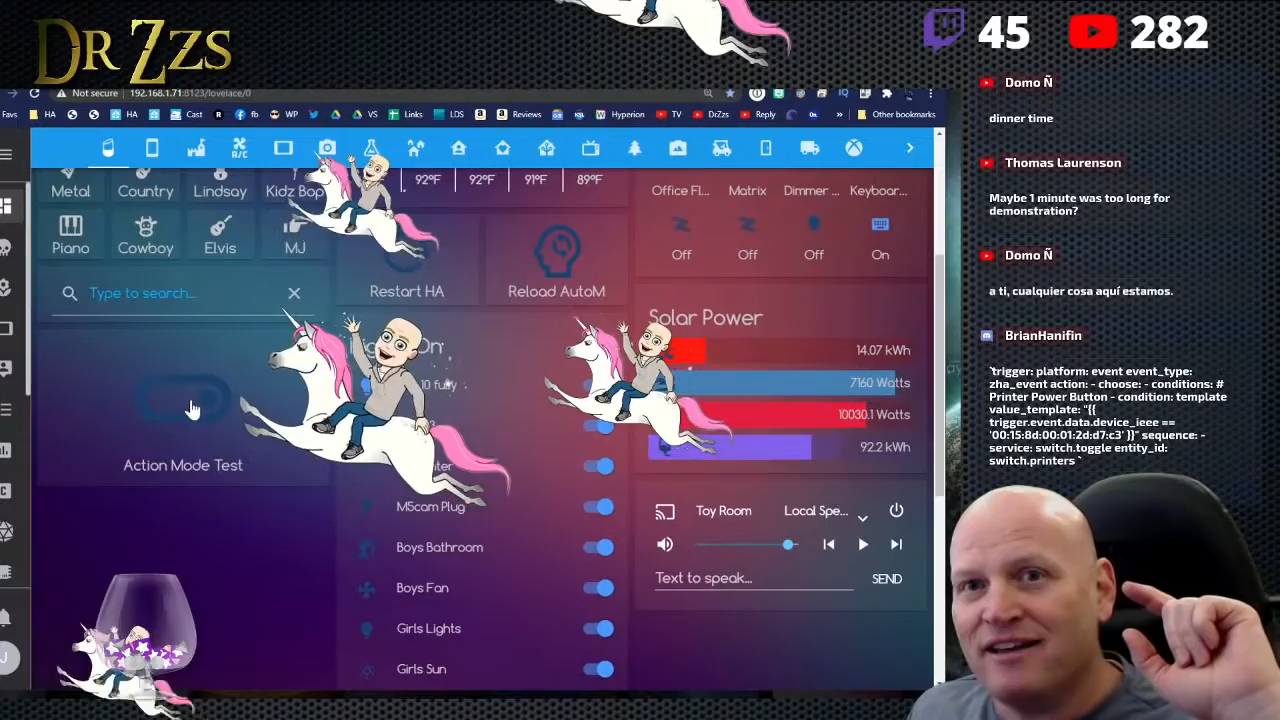 DR ZZS
45
282
Not secure | 192.168.1.71:8123/lovelace/0
Favs HA HA Cast fb WP VS Links LDS Reviews Hyperion TV DrZzs Reply On » Other bookmarks
A/C
Metal Country Lindsay Kidz Bop
Piano Cowboy Elvis MJ
Type to search...
Action Mode Test
92°F 92°F 91°F 89°F
Restart HA Reload AutoM
On
10 fully
M5cam Plug
Boys Bathroom
Boys Fan
Girls Lights
Girls Sun
Office Fl... Matrix Dimmer ... Keyboar...
Off Off Off On
Solar Power
14.07 kWh
7160 Watts
10030.1 Watts
92.2 kWh
Toy Room Local Spe...
Text to speak... SEND
Domo Ñ
dinner time
Thomas Laurenson
Maybe 1 minute was too long for
demonstration?
Domo Ñ
a ti, cualquier cosa aquí estamos.
BrianHanifin
`trigger: platform: event event_type:
zha_event action: - choose: - conditions: #
Printer Power Button - condition: template
value_template: "{{
trigger.event.data.device_ieee ==
'00:15:8d:00:01:2d:d7:c3' }}" sequence: -
service: switch.toggle entity_id:
switch.printers `
J